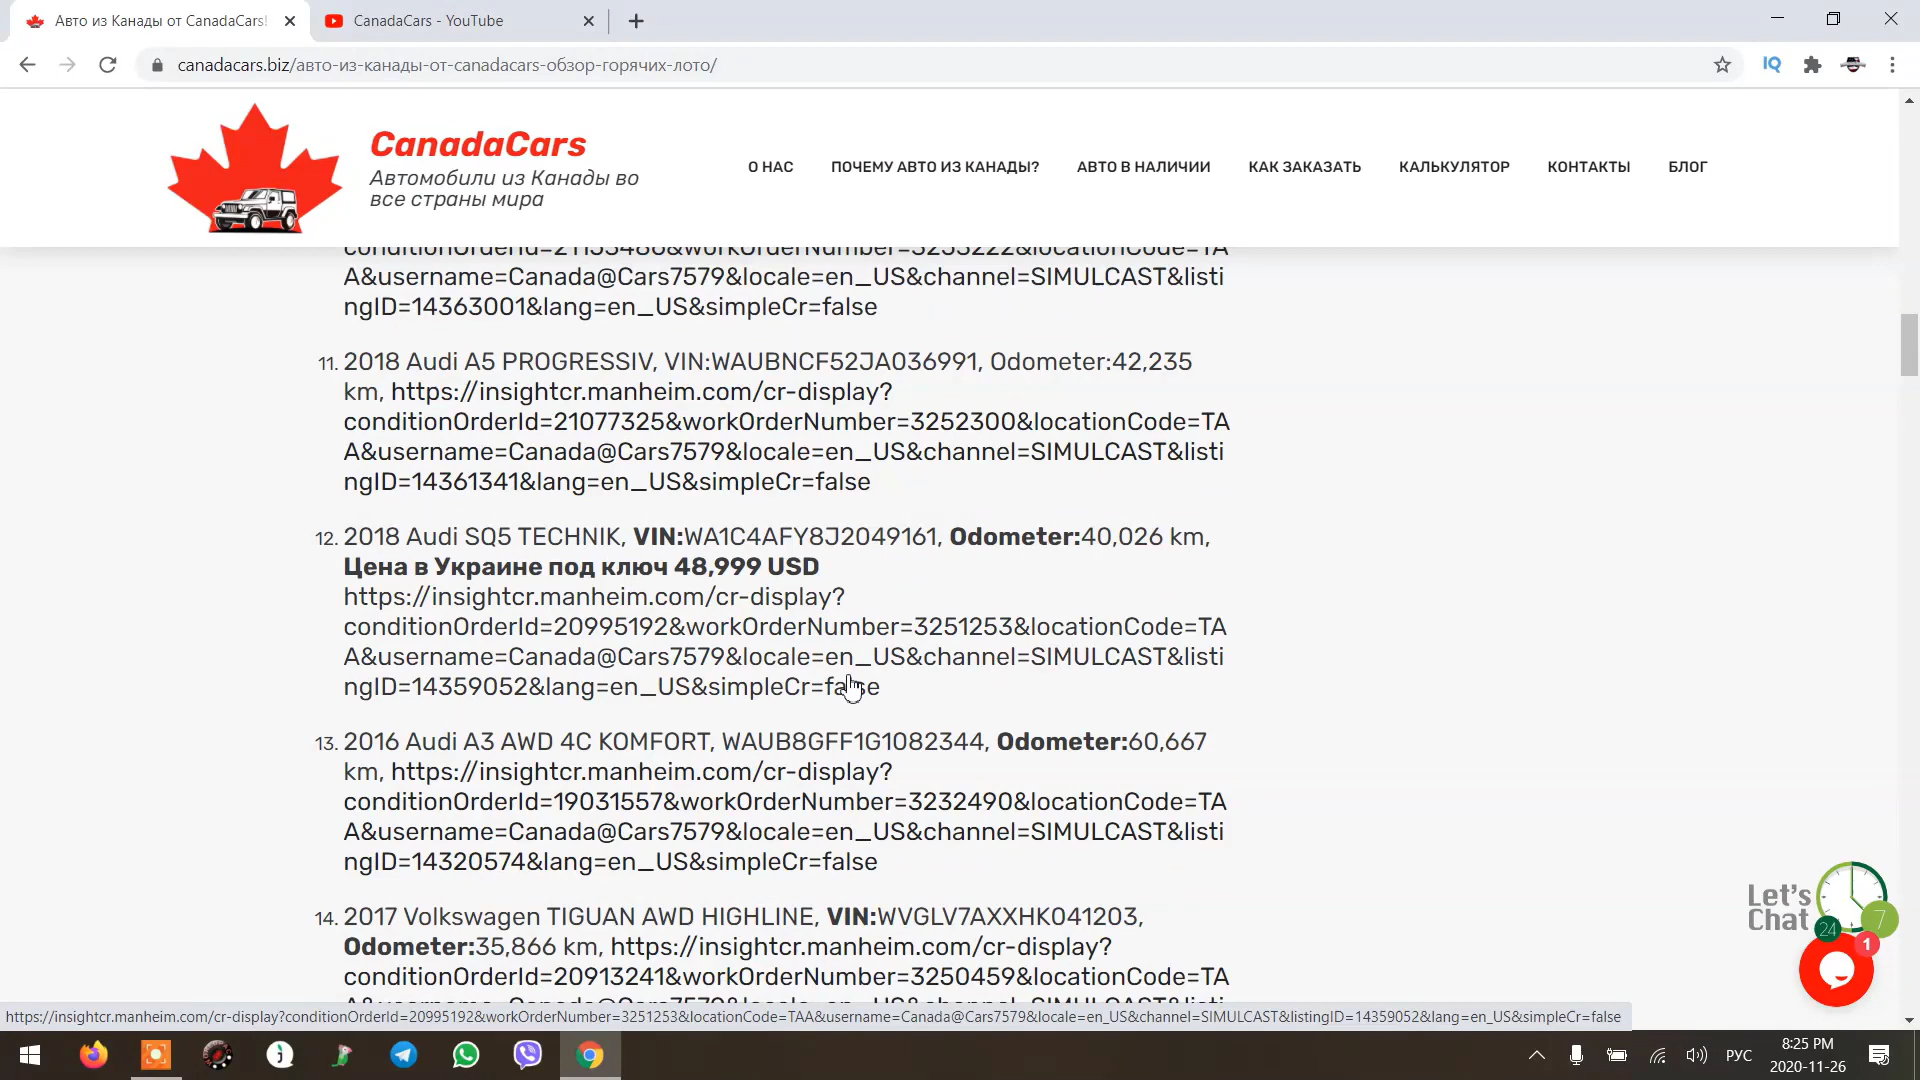 Авто из Канады от CanadaCars!
CanadaCars - YouTube
canadacars.biz/авто-из-канады-от-canadacars-обзор-горячих-лото/
IQ
CanadaCars
Автомобили из Канады во
все страны мира
О НАС
ПОЧЕМУ АВТО ИЗ КАНАДЫ?
АВТО В НАЛИЧИИ
КАК ЗАКАЗАТЬ
КАЛЬКУЛЯТОР
КОНТАКТЫ
БЛОГ
A&username=Canada@Cars7579&locale=en_US&channel=SIMULCAST&listi
ngID=14363001&lang=en_US&simpleCr=false
11. 2018 Audi A5 PROGRESSIV, VIN:WAUBNCF52JA036991, Odometer:42,235
km, https://insightcr.manheim.com/cr-display?
conditionOrderId=21077325&workOrderNumber=3252300&locationCode=TA
A&username=Canada@Cars7579&locale=en_US&channel=SIMULCAST&listi
ngID=14361341&lang=en_US&simpleCr=false
12. 2018 Audi SQ5 TECHNIK, VIN:WA1C4AFY8J2049161, Odometer:40,026 km,
Цена в Украине под ключ 48,999 USD
https://insightcr.manheim.com/cr-display?
conditionOrderId=20995192&workOrderNumber=3251253&locationCode=TA
A&username=Canada@Cars7579&locale=en_US&channel=SIMULCAST&listi
ngID=14359052&lang=en_US&simpleCr=false
13. 2016 Audi A3 AWD 4C KOMFORT, WAUB8GFF1G1082344, Odometer:60,667
km, https://insightcr.manheim.com/cr-display?
conditionOrderId=19031557&workOrderNumber=3232490&locationCode=TA
A&username=Canada@Cars7579&locale=en_US&channel=SIMULCAST&listi
ngID=14320574&lang=en_US&simpleCr=false
14. 2017 Volkswagen TIGUAN AWD HIGHLINE, VIN:WVGLV7AXXHK041203,
Odometer:35,866 km, https://insightcr.manheim.com/cr-display?
conditionOrderId=20913241&workOrderNumber=3250459&locationCode=TA
Let's
Chat
24
7
1
https://insightcr.manheim.com/cr-display?conditionOrderId=20995192&workOrderNumber=3251253&locationCode=TAA&username=Canada@Cars7579&locale=en_US&channel=SIMULCAST&listingID=14359052&lang=en_US&simpleCr=false
РУС
8:25 PM
2020-11-26